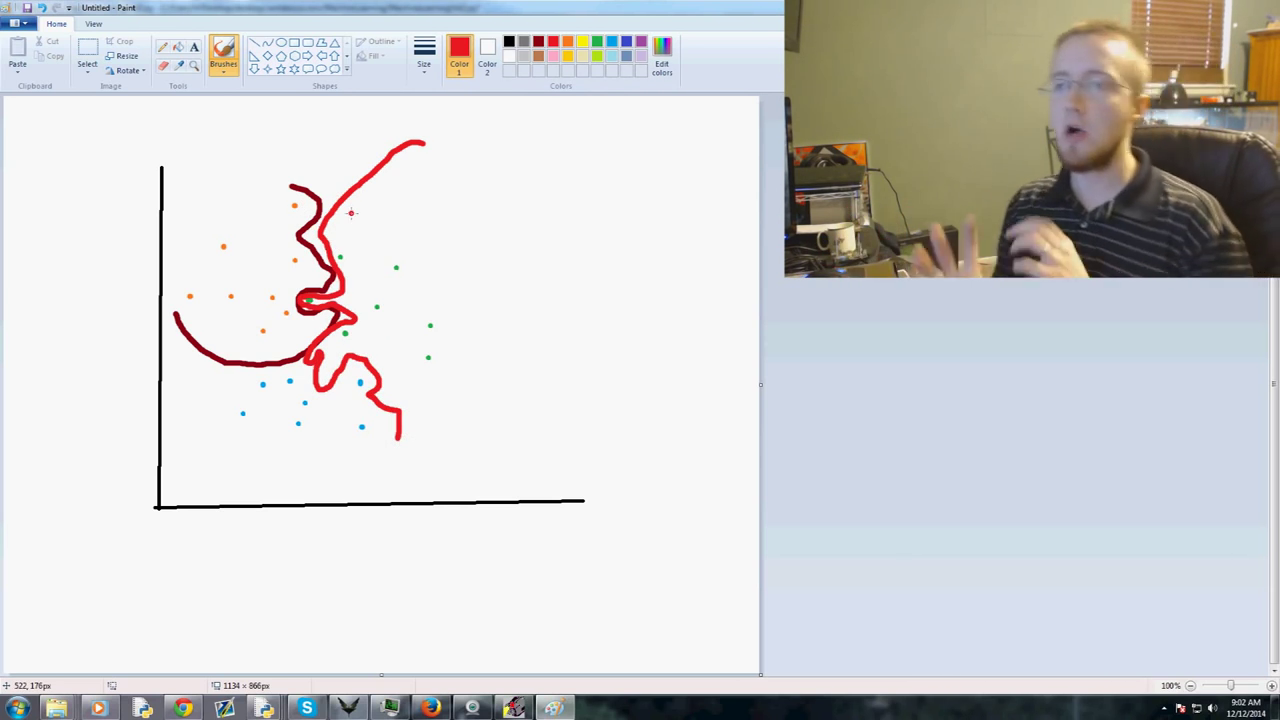 Untitled - Paint
Home View
Paste
Cut
Copy
Clipboard
Select
Crop
Resize
Rotate
Image
A
Tools
Brushes
Outline
Fill
Shapes
Size
Color
1
Color
2
Edit
colors
Colors
522, 176px
1134 × 866px
100%
S
9:02 AM
12/12/2014